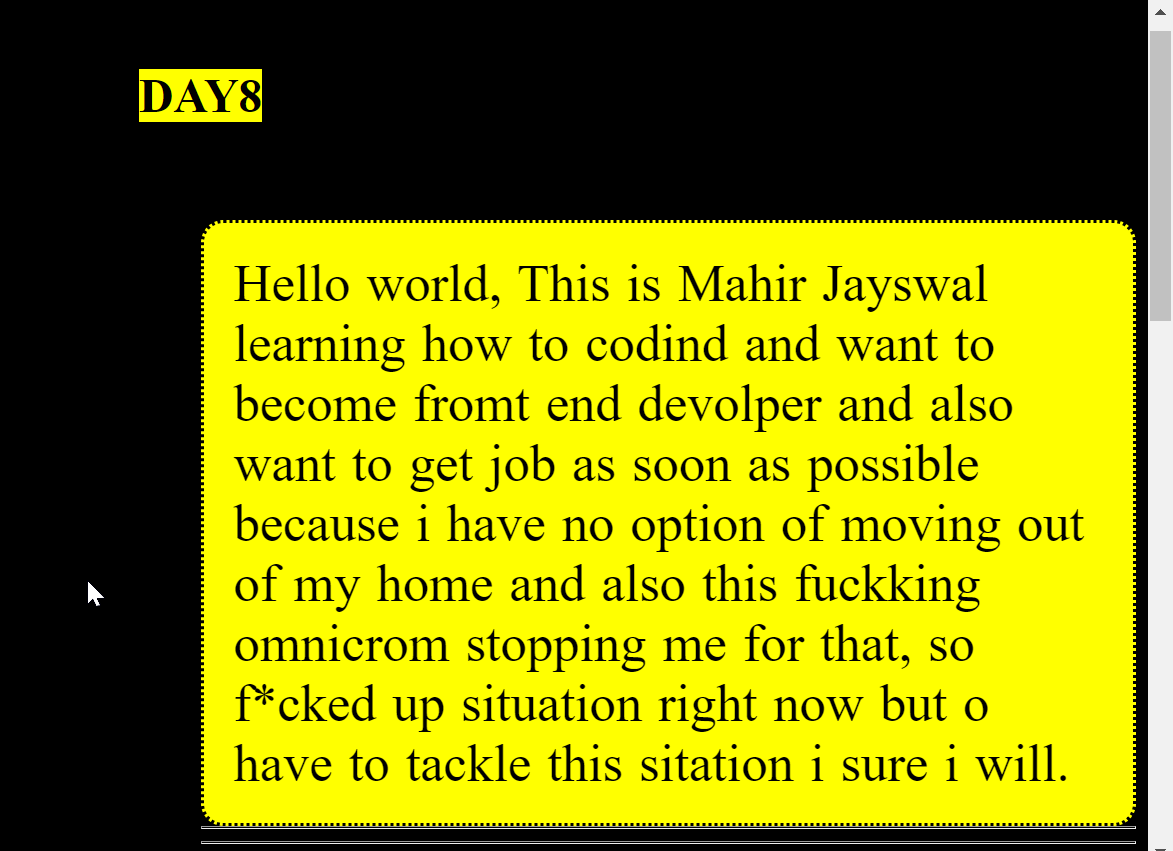 DAY8
Hello world, This is Mahir Jayswal
learning how to codind and want to
become fromt end devolper and also
want to get job as soon as possible
because i have no option of moving out
of my home and also this fuckking
omnicrom stopping me for that, so
f*cked up situation right now but o
have to tackle this sitation i sure i will.